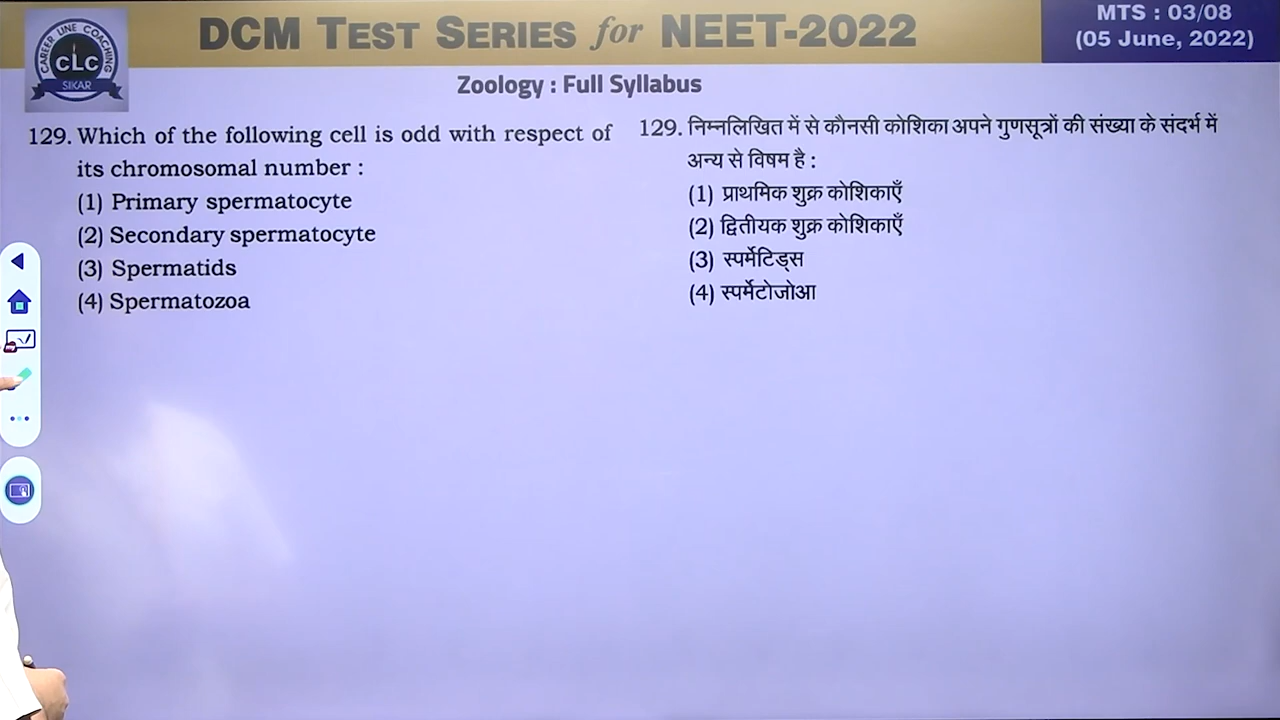 DCM TEST SERIES for NEET-2022
MTS : 03/08
(05 June, 2022)
CAREER LINE COACHING
CLC
SIKAR
Zoology : Full Syllabus
129. Which of the following cell is odd with respect of
its chromosomal number :
(1) Primary spermatocyte
(2) Secondary spermatocyte
(3) Spermatids
(4) Spermatozoa
129. निम्नलिखित में से कौनसी कोशिका अपने गुणसूत्रों की संख्या के संदर्भ में
अन्य से विषम है :
(1) प्राथमिक शुक्र कोशिकाएँ
(2) द्वितीयक शुक्र कोशिकाएँ
(3) स्पर्मेटिड्स
(4) स्पर्मेटोजोआ